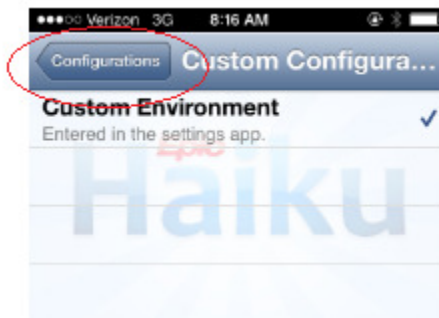 Verizon 3G 8:16 AM
Configurations Custom Configura...
Custom Environment
Entered in the settings app.
Epic
Haiku